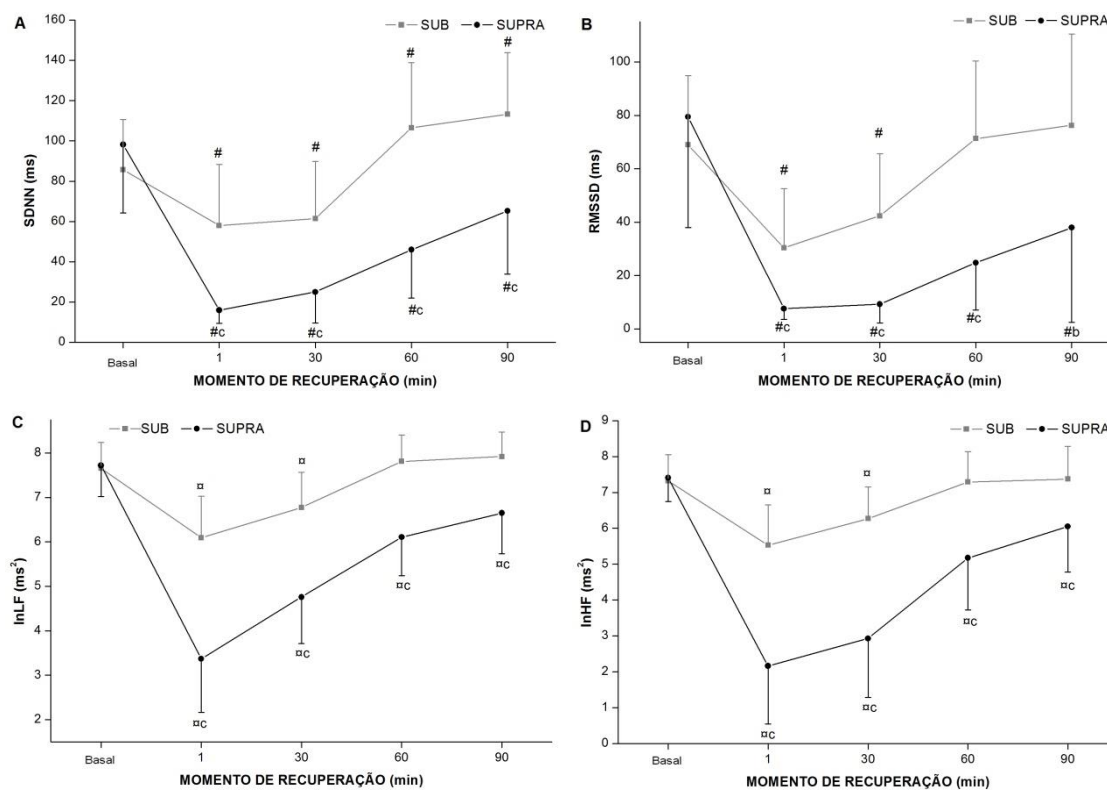 A
SUB SUPRA
160
140
120
100
80
60
40
20
0
SDNN (ms)
# # # #
#c #c #c #c
Basal 1 30 60 90
MOMENTO DE RECUPERAÇÃO (min)
B
SUB SUPRA
100
80
60
40
20
0
RMSSD (ms)
# #
#c #c #c #b
Basal 1 30 60 90
MOMENTO DE RECUPERAÇÃO (min)
C
SUB SUPRA
8
7
6
5
4
3
2
lnLF (ms²)
¤ ¤
¤c ¤c ¤c ¤c
Basal 1 30 60 90
MOMENTO DE RECUPERAÇÃO (min)
D
SUB SUPRA
9
8
7
6
5
4
3
2
1
0
lnHF (ms²)
¤ ¤
¤c ¤c ¤c ¤c
Basal 1 30 60 90
MOMENTO DE RECUPERAÇÃO (min)